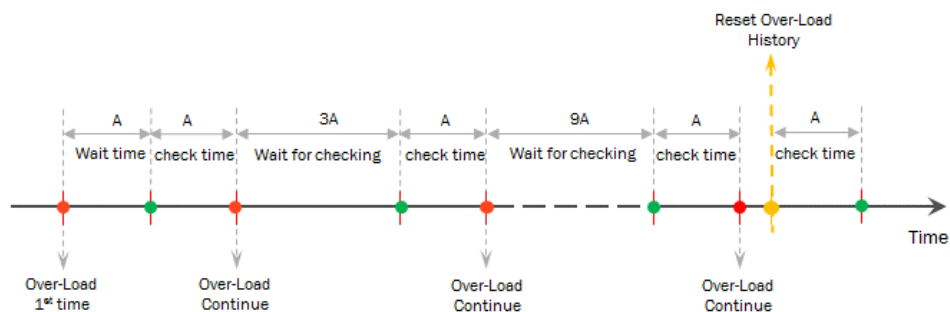 Reset Over-Load
History
A
A
3A
A
9A
A
A
Wait time
check time
Wait for checking
check time
Wait for checking
check time
check time
Time
Over-Load
1st time
Over-Load
Continue
Over-Load
Continue
Over-Load
Continue